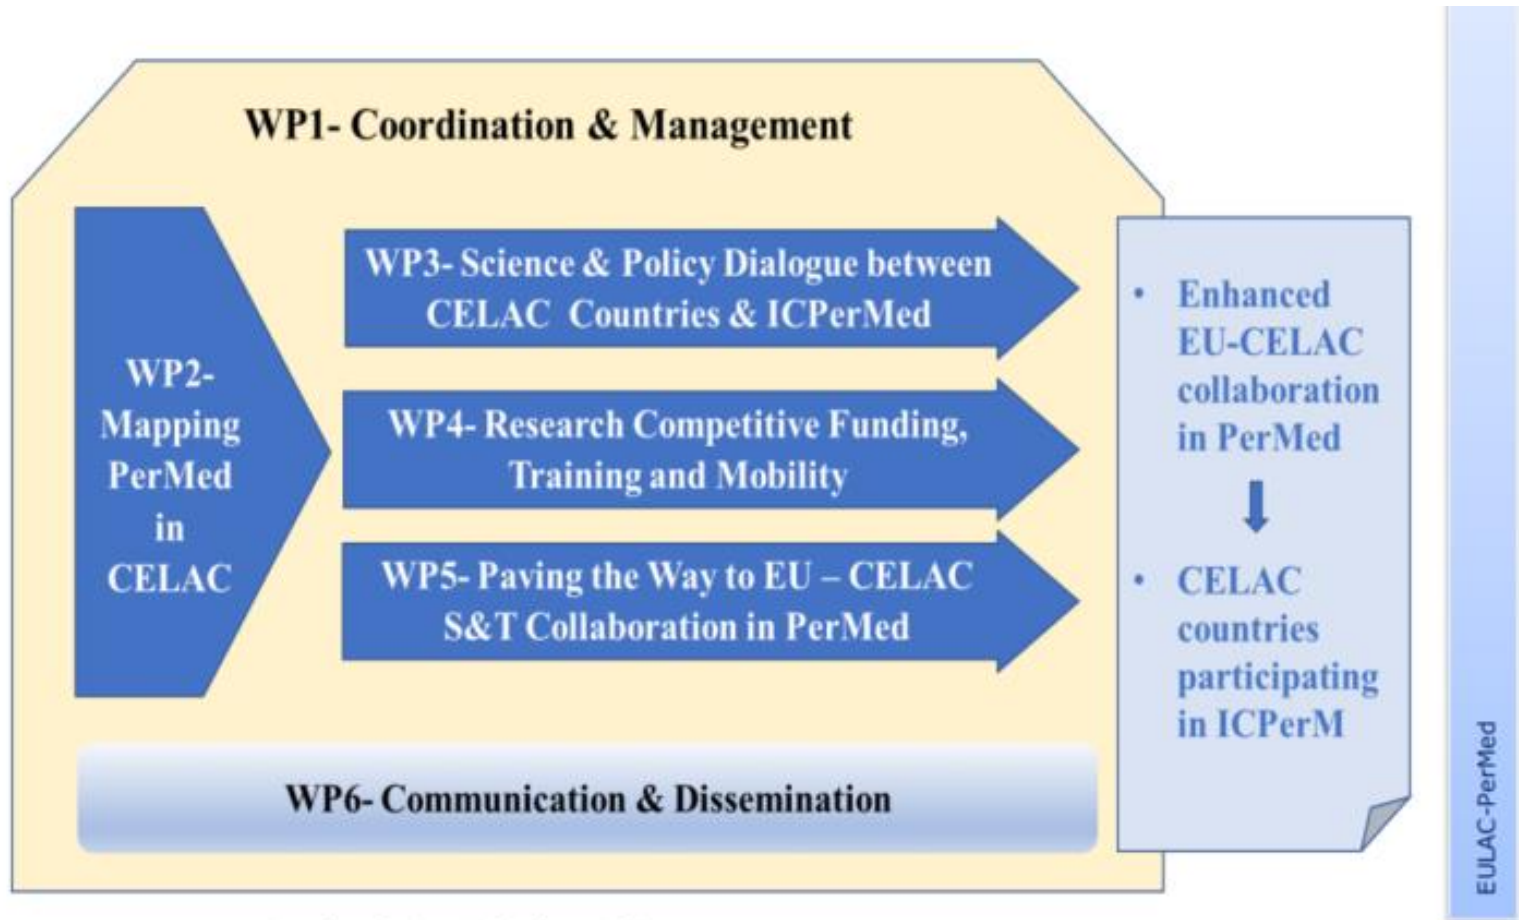 WP1- Coordination & Management
WP2-
Mapping
PerMed
in
CELAC
WP3- Science & Policy Dialogue between
CELAC Countries & ICPerMed
WP4- Research Competitive Funding,
Training and Mobility
WP5- Paving the Way to EU – CELAC
S&T Collaboration in PerMed
WP6- Communication & Dissemination
• Enhanced
EU-CELAC
collaboration
in PerMed
• CELAC
countries
participating
in ICPerM
EULAC-PerMed